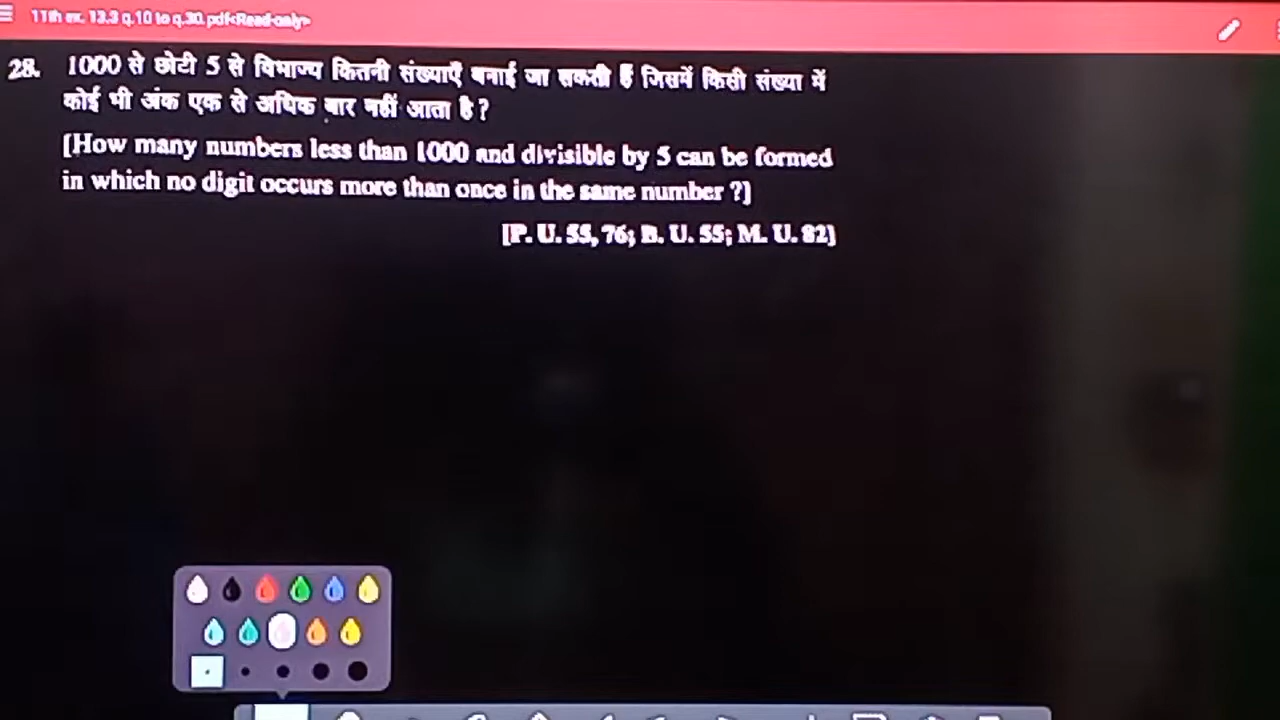 11th ex. 13.3 q.10 to q.30.pdf<Read-only>
28. 1000 से छोटी 5 से विभाज्य कितनी संख्याएँ बनाई जा सकती हैं जिसमें किसी संख्या में
कोई भी अंक एक से अधिक बार नहीं आता है?
[How many numbers less than 1000 and divisible by 5 can be formed
in which no digit occurs more than once in the same number ?]
[P. U. 55, 76; B. U. 55; M. U. 82]